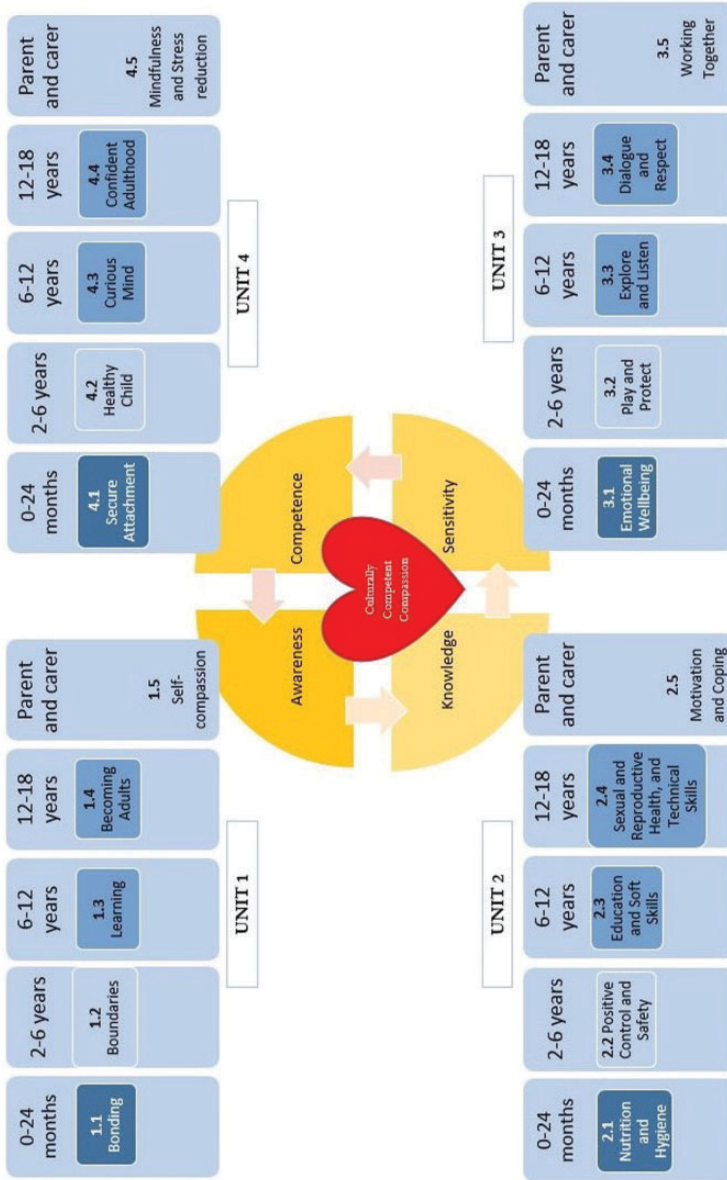 0-24
months
1.1
Bonding
2-6 years
1.2
Boundaries
6-12
years
1.3
Learning
12-18
years
1.4
Becoming
Adults
Parent
and carer
1.5
Self-
compassion
UNIT 1
0-24
months
4.1
Secure
Attachment
2-6 years
4.2
Healthy
Child
6-12
years
4.3
Curious
Mind
12-18
years
4.4
Confident
Adulthood
Parent
and carer
4.5
Mindfulness
and Stress
reduction
UNIT 4
Awareness
Competence
Culturally
Competent
Compassion
Knowledge
Sensitivity
UNIT 2
0-24
months
2.1
Nutrition
and
Hygiene
2-6 years
2.2 Positive
Control and
Safety
6-12
years
2.3
Education
and Soft
Skills
12-18
years
2.4
Sexual and
Reproductive
Health, and
Technical
Skills
Parent
and carer
2.5
Motivation
and Coping
UNIT 3
0-24
months
3.1
Emotional
Wellbeing
2-6 years
3.2
Play and
Protect
6-12
years
3.3
Explore
and Listen
12-18
years
3.4
Dialogue
and
Respect
Parent
and carer
3.5
Working
Together